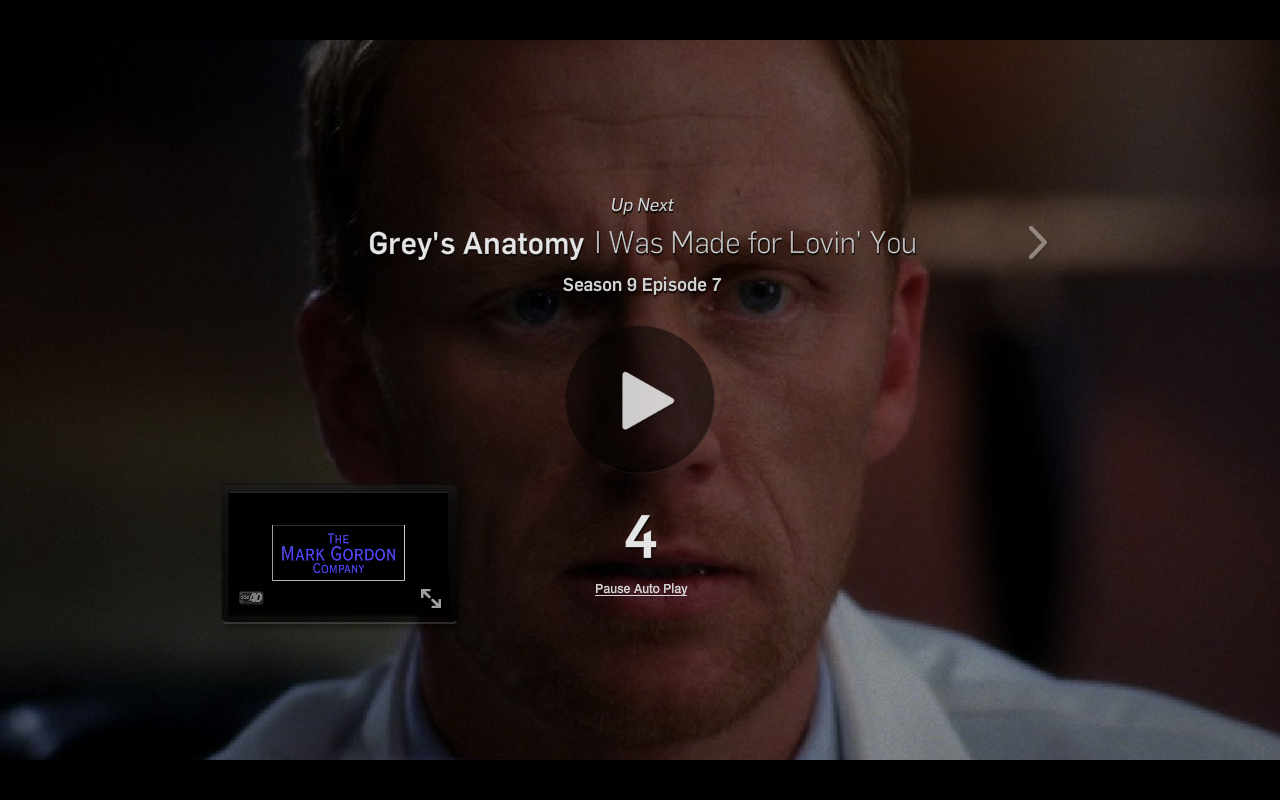 Up Next
Grey's Anatomy I Was Made for Lovin' You
Season 9 Episode 7
THE
MARK GORDON
COMPANY
4
Pause Auto Play